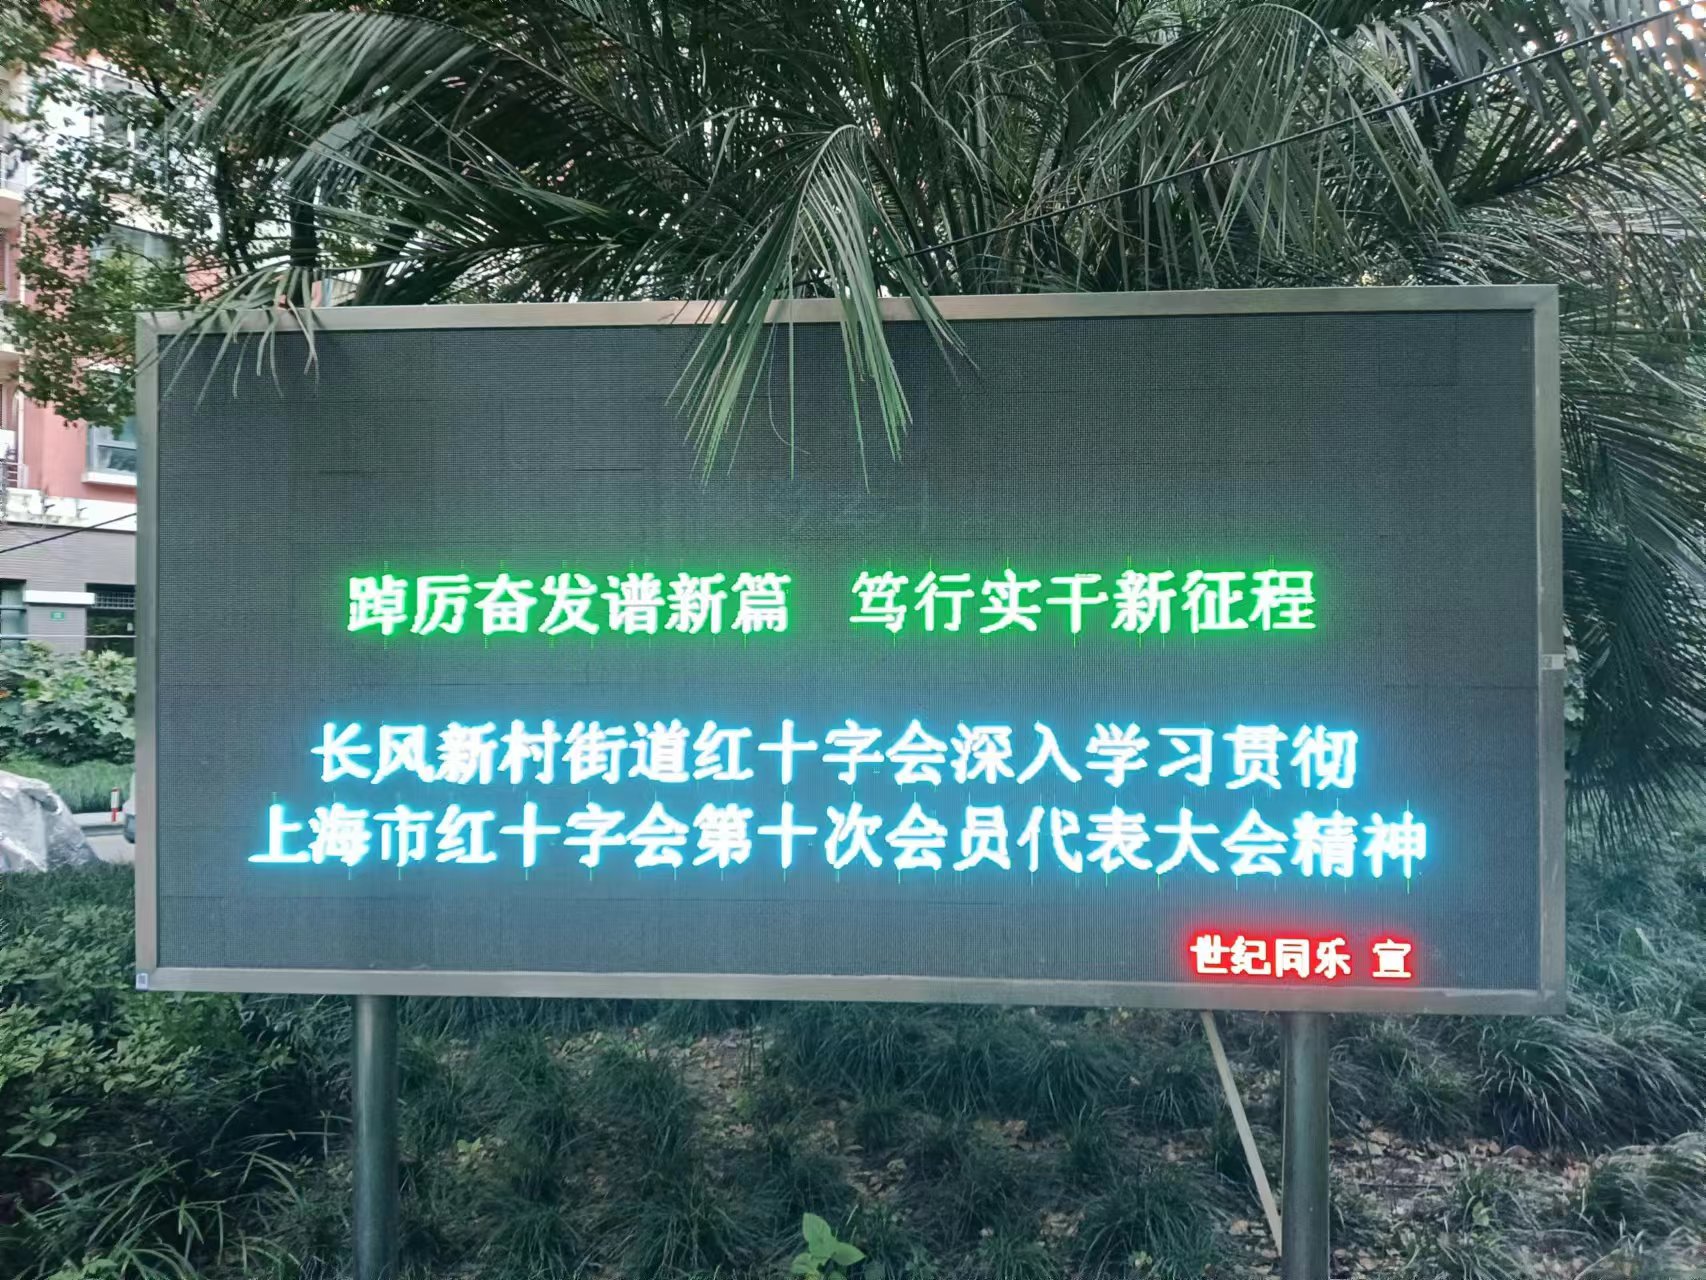 踔厉奋发谱新篇 笃行实干新征程
长风新村街道红十字会深入学习贯彻
上海市红十字会第十次会员代表大会精神
世纪同乐 宣